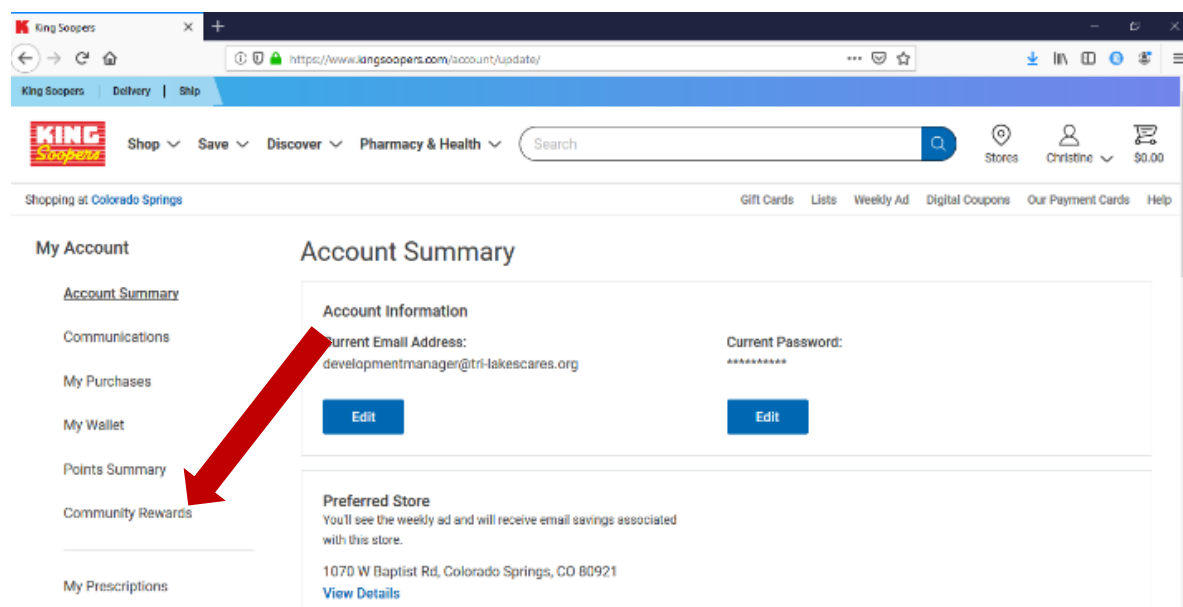 King Soopers
https://www.kingsoopers.com/account/update/
King Soopers Delivery Ship
KING Soopers
Shop Save Discover Pharmacy & Health Search Stores Christine $0.00
Shopping at Colorado Springs Gift Cards Lists Weekly Ad Digital Coupons Our Payment Cards Help
My Account
Account Summary
Communications
My Purchases
My Wallet
Points Summary
Community Rewards
My Prescriptions
Account Summary
Account Information
Current Email Address: Current Password:
developmentmanager@tri-lakescares.org **********
Edit Edit
Preferred Store
You'll see the weekly ad and will receive email savings associated
with this store.
1070 W Baptist Rd, Colorado Springs, CO 80921
View Details